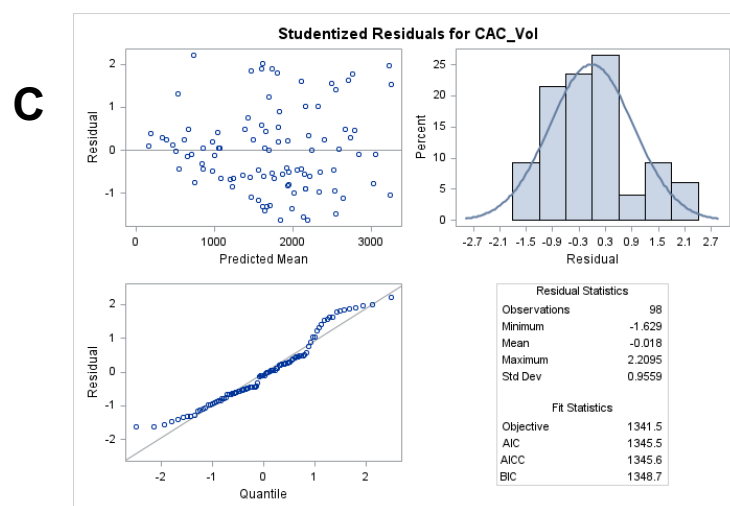 C
Studentized Residuals for CAC_Vol
2
1
0
-1
Residual
0 1000 2000 3000
Predicted Mean
25
20
15
10
5
0
Percent
-2.7 -2.1 -1.5 -0.9 -0.3 0.3 0.9 1.5 2.1 2.7
Residual
2
1
0
-1
-2
Residual
-2 -1 0 1 2
Quantile
Residual Statistics
Observations 98
Minimum -1.629
Mean -0.018
Maximum 2.2095
Std Dev 0.9559
Fit Statistics
Objective 1341.5
AIC 1345.5
AICC 1345.6
BIC 1348.7